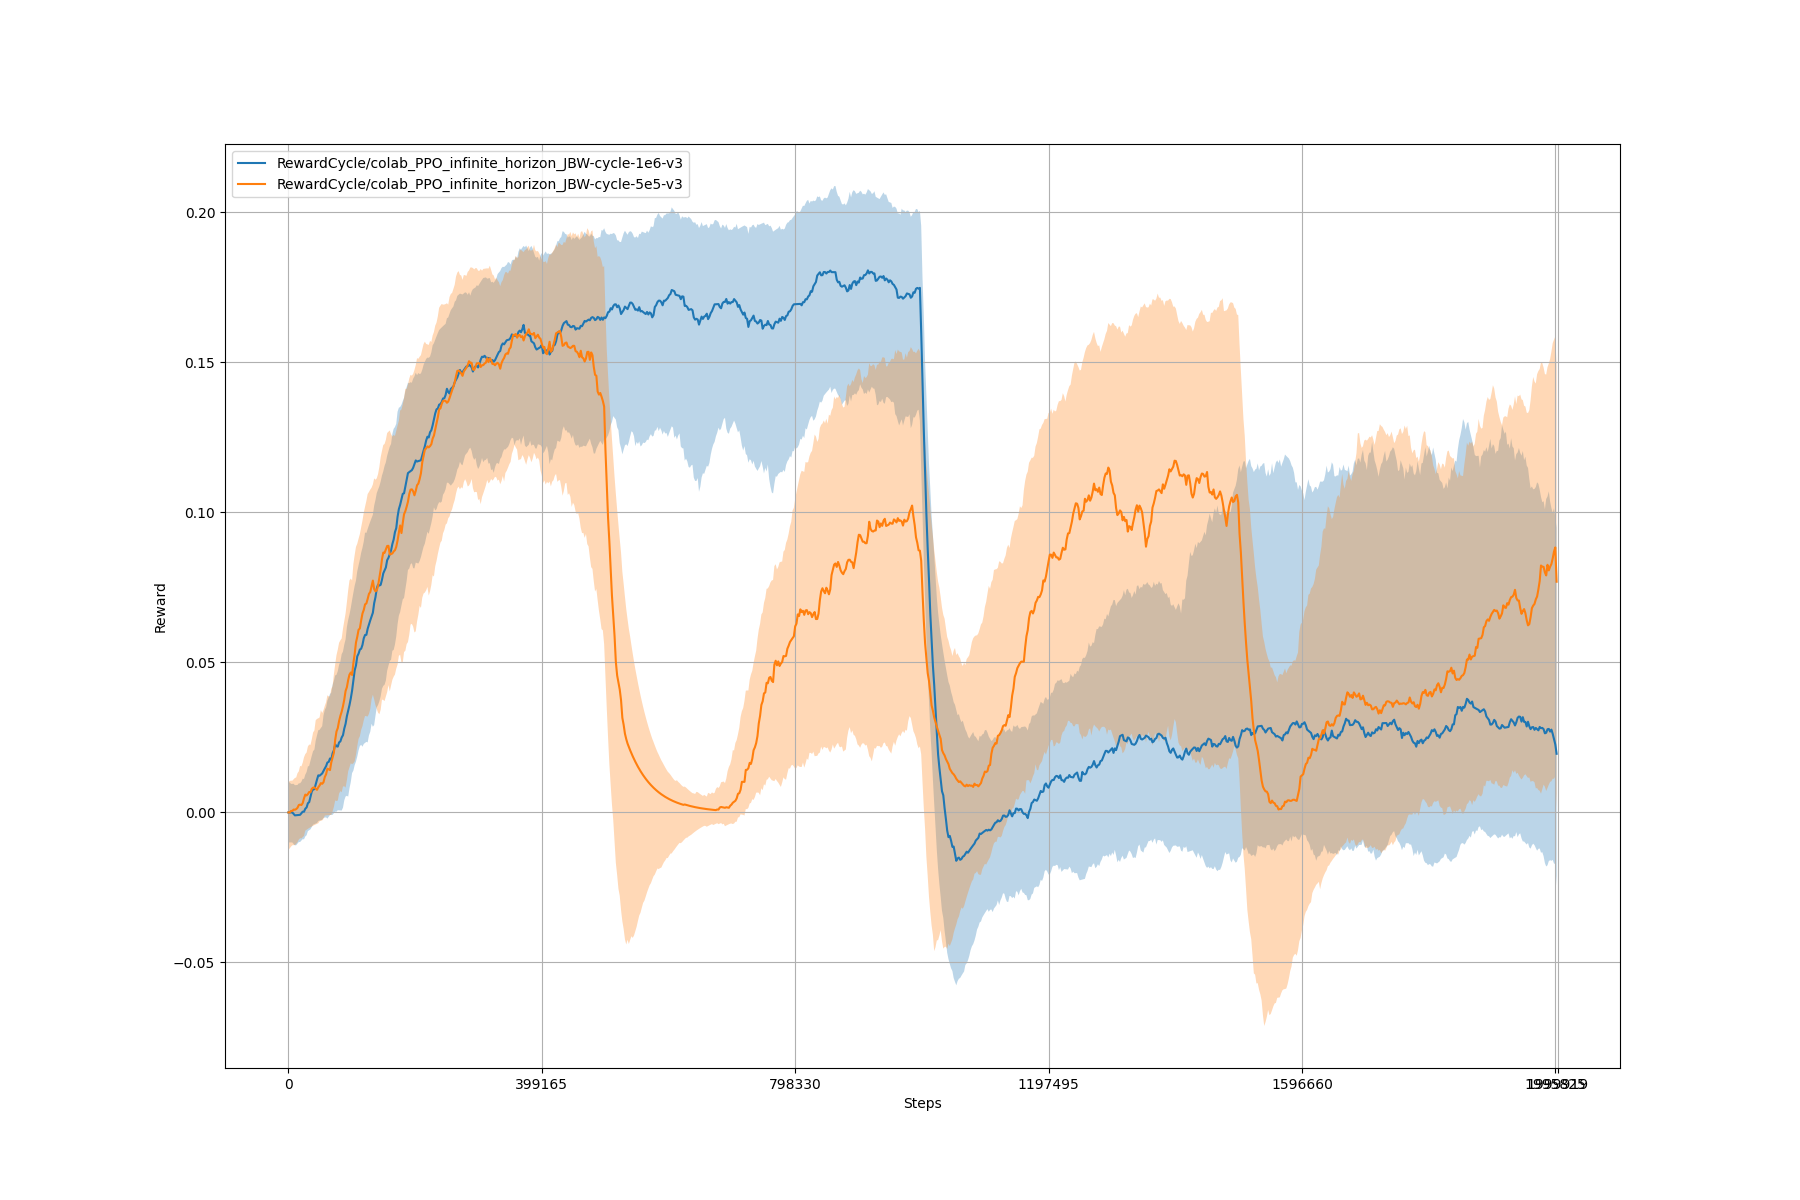 RewardCycle/colab_PPO_infinite_horizon_JBW-cycle-1e6-v3
RewardCycle/colab_PPO_infinite_horizon_JBW-cycle-5e5-v3
0.20
0.15
0.10
0.05
0.00
−0.05
Reward
0 399165 798330 1197495 1596660
Steps